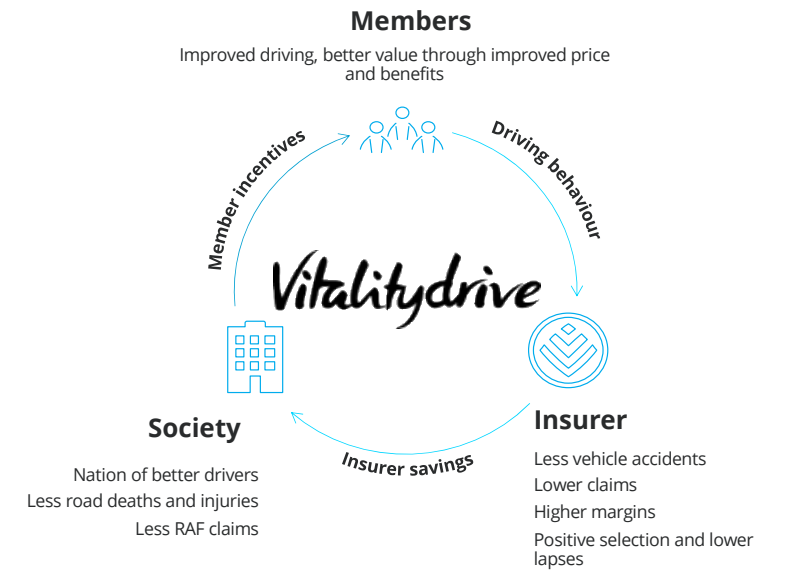 Members
Improved driving, better value through improved price
and benefits
Member incentives
Driving behaviour
Vitalitydrive
Society
Nation of better drivers
Less road deaths and injuries
Less RAF claims
Insurer savings
Insurer
Less vehicle accidents
Lower claims
Higher margins
Positive selection and lower
lapses